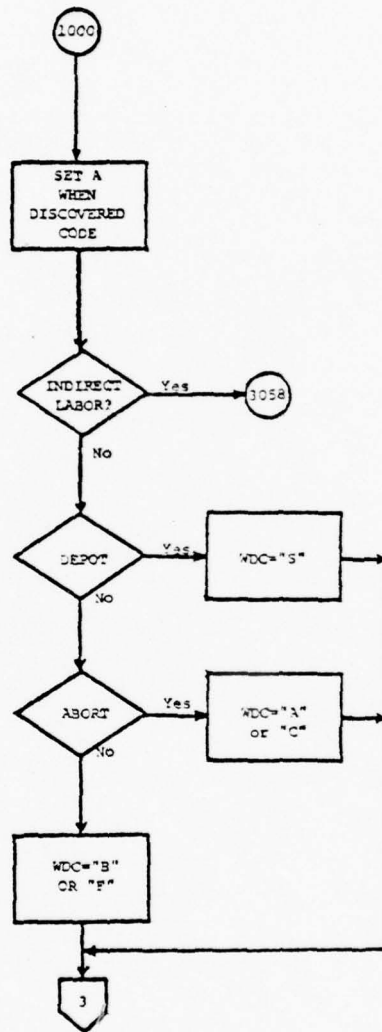 1000
SET A
WHEN
DISCOVERED
CODE
INDIRECT
LABOR?
Yes
3058
No
DEPOT
Yes
WDC="S"
No
ABORT
Yes
WDC="A"
or "C"
No
WDC="B"
OR "F"
3